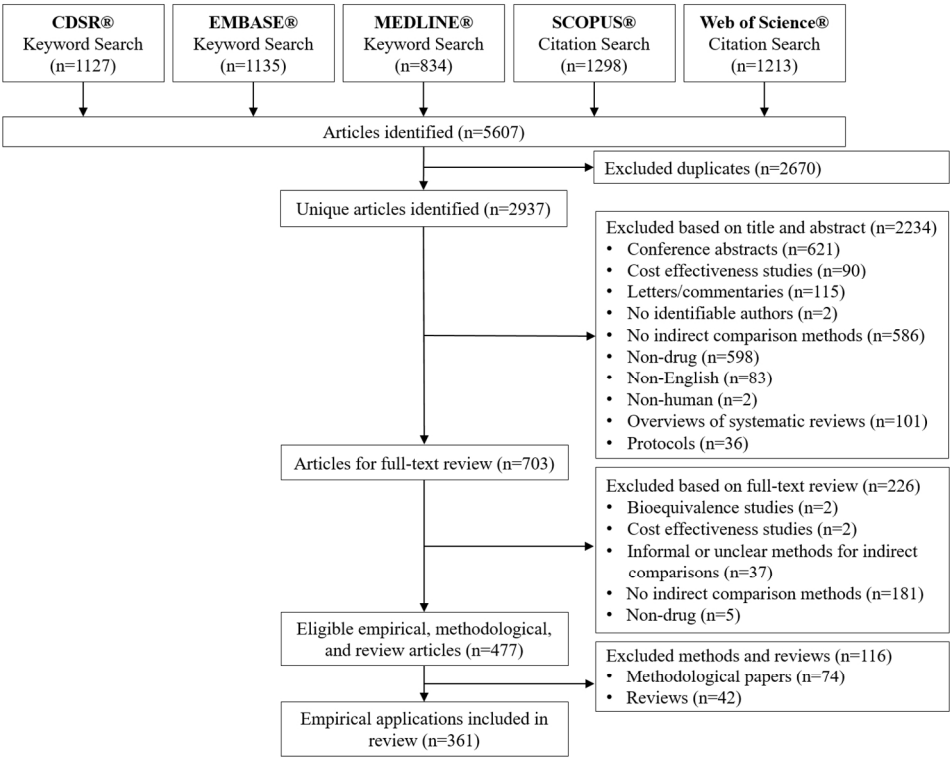 CDSR®
Keyword Search
(n=1127)
EMBASE®
Keyword Search
(n=1135)
MEDLINE®
Keyword Search
(n=834)
SCOPUS®
Citation Search
(n=1298)
Web of Science®
Citation Search
(n=1213)
Articles identified (n=5607)
Excluded duplicates (n=2670)
Unique articles identified (n=2937)
Excluded based on title and abstract (n=2234)
• Conference abstracts (n=621)
• Cost effectiveness studies (n=90)
• Letters/commentaries (n=115)
• No identifiable authors (n=2)
• No indirect comparison methods (n=586)
• Non-drug (n=598)
• Non-English (n=83)
• Non-human (n=2)
• Overviews of systematic reviews (n=101)
• Protocols (n=36)
Articles for full-text review (n=703)
Excluded based on full-text review (n=226)
• Bioequivalence studies (n=2)
• Cost effectiveness studies (n=2)
• Informal or unclear methods for indirect
comparisons (n=37)
• No indirect comparison methods (n=181)
• Non-drug (n=5)
Eligible empirical, methodological,
and review articles (n=477)
Excluded methods and reviews (n=116)
• Methodological papers (n=74)
• Reviews (n=42)
Empirical applications included in
review (n=361)